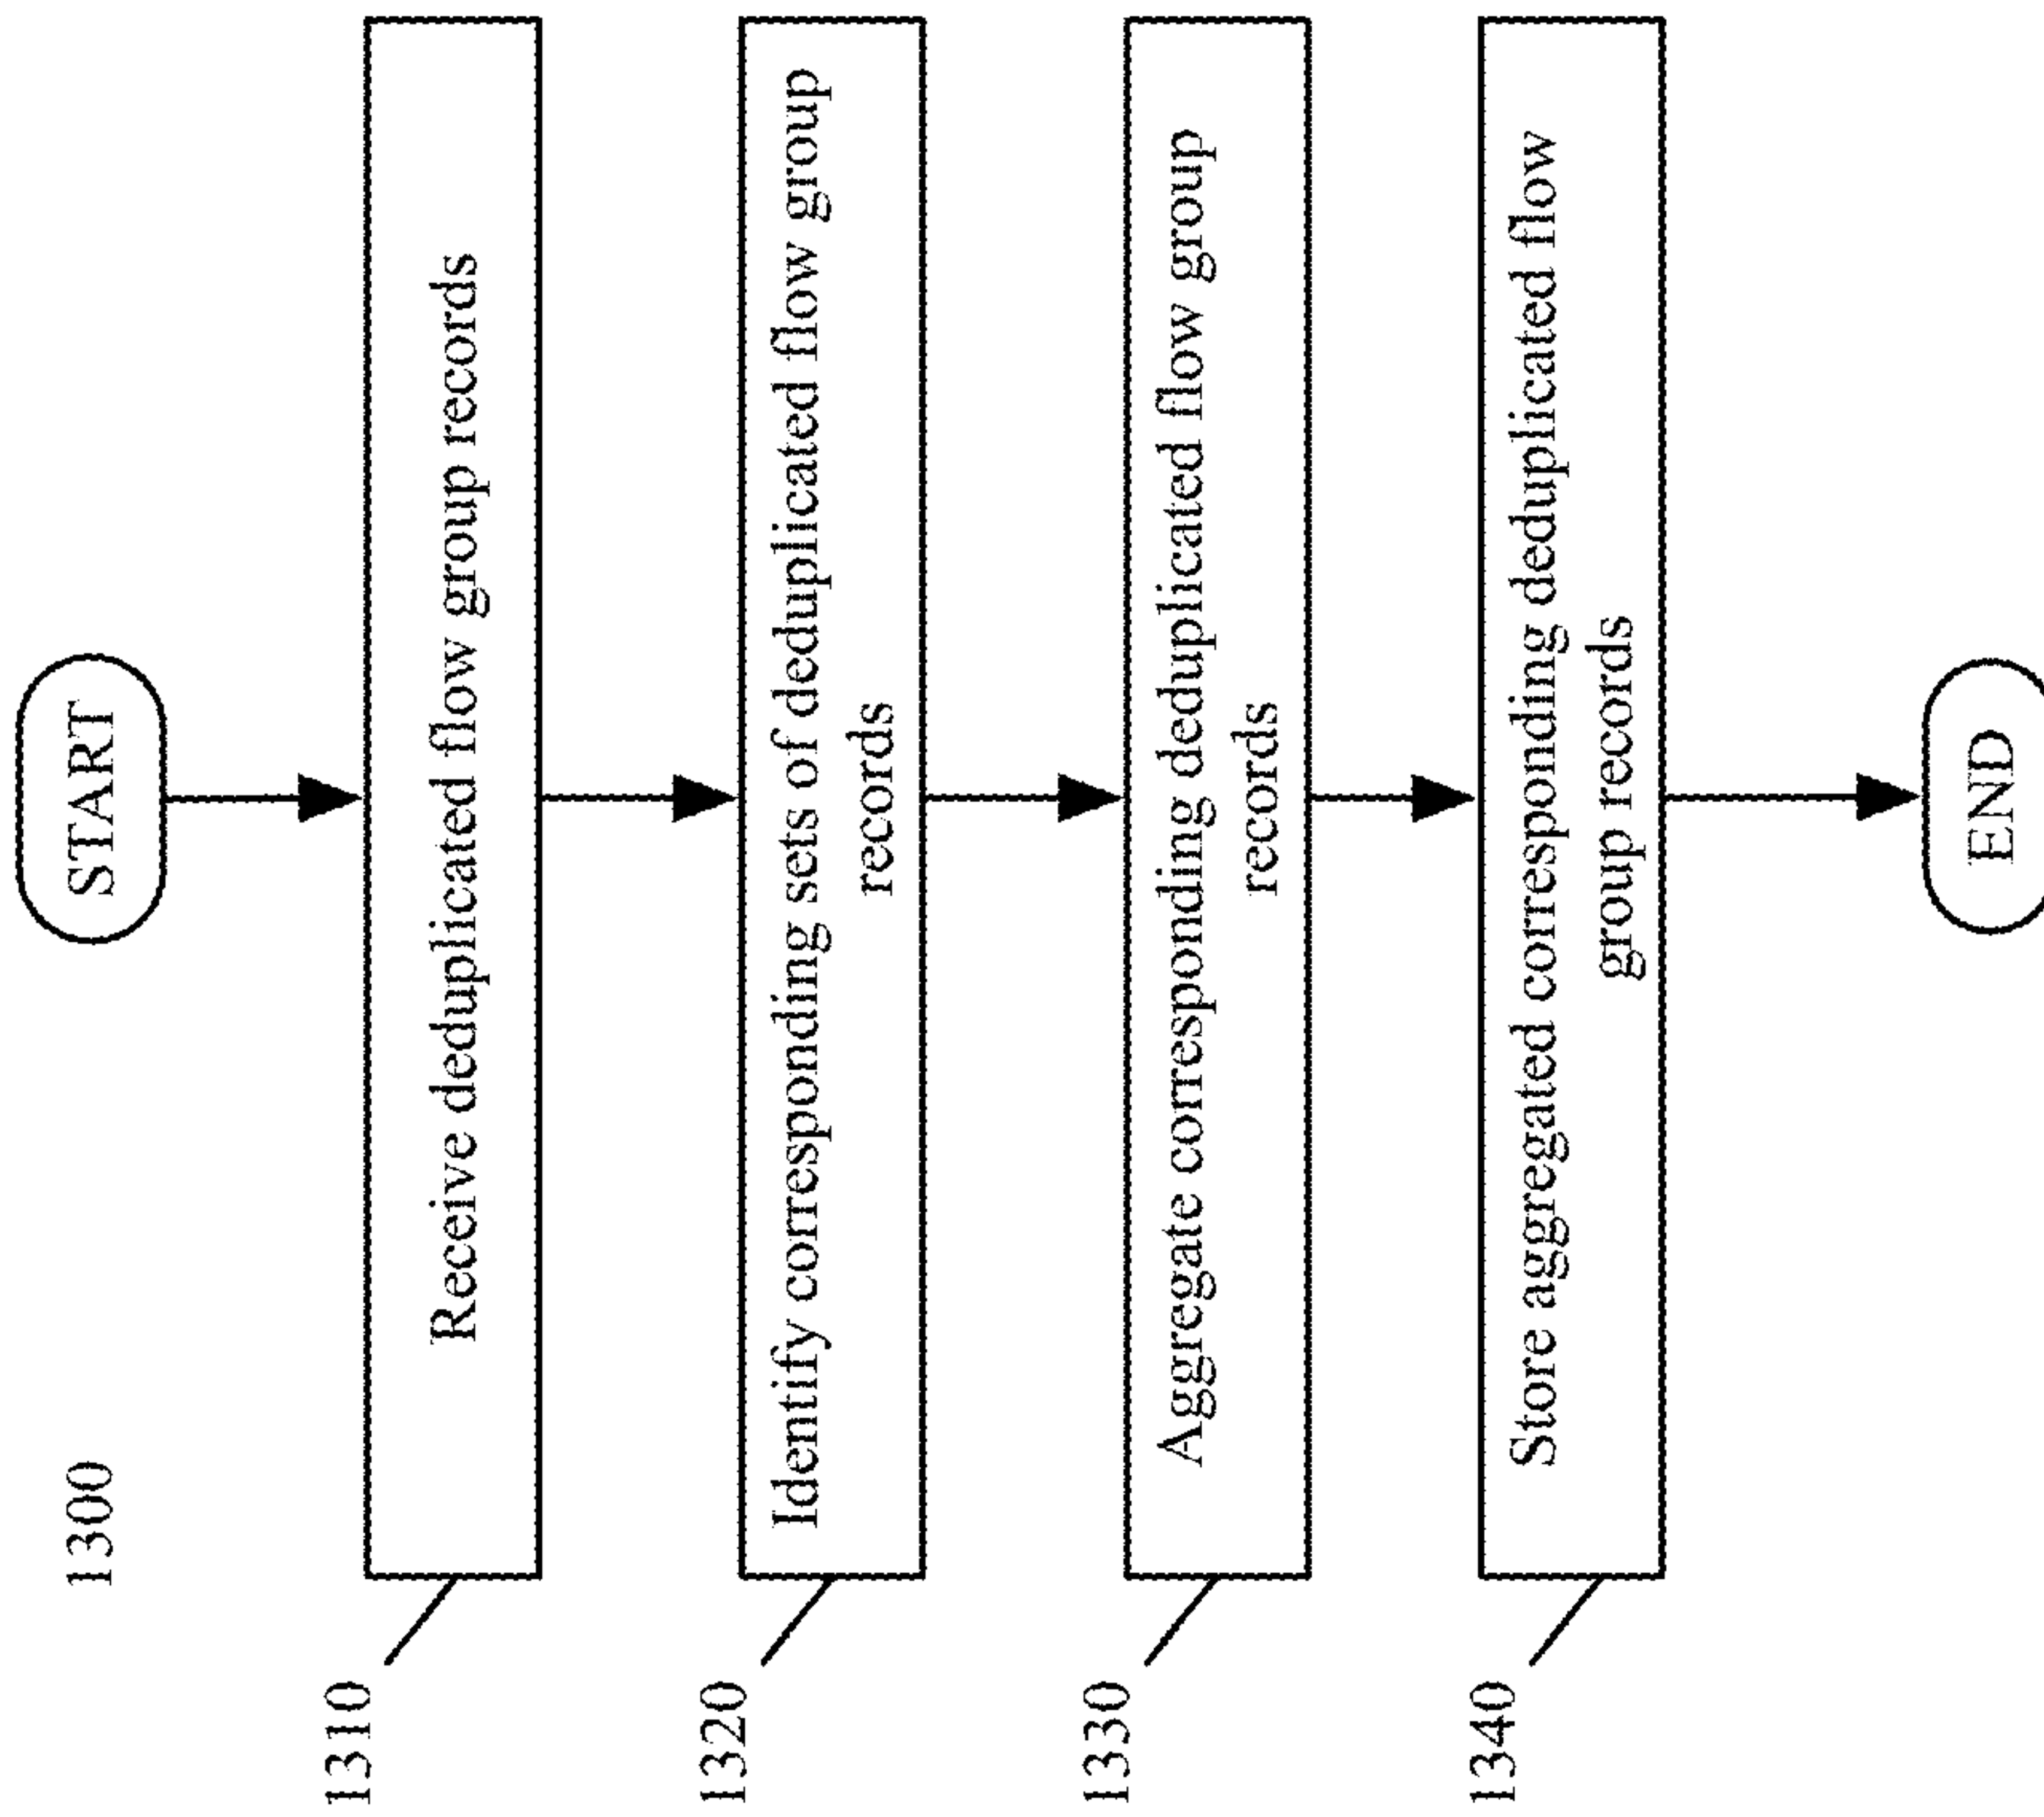 1300
START
1310
Receive deduplicated flow group records
1320
Identify corresponding sets of deduplicated flow group
records
1330
Aggregate corresponding deduplicated flow group
records
1340
Store aggregated corresponding deduplicated flow
group records
END